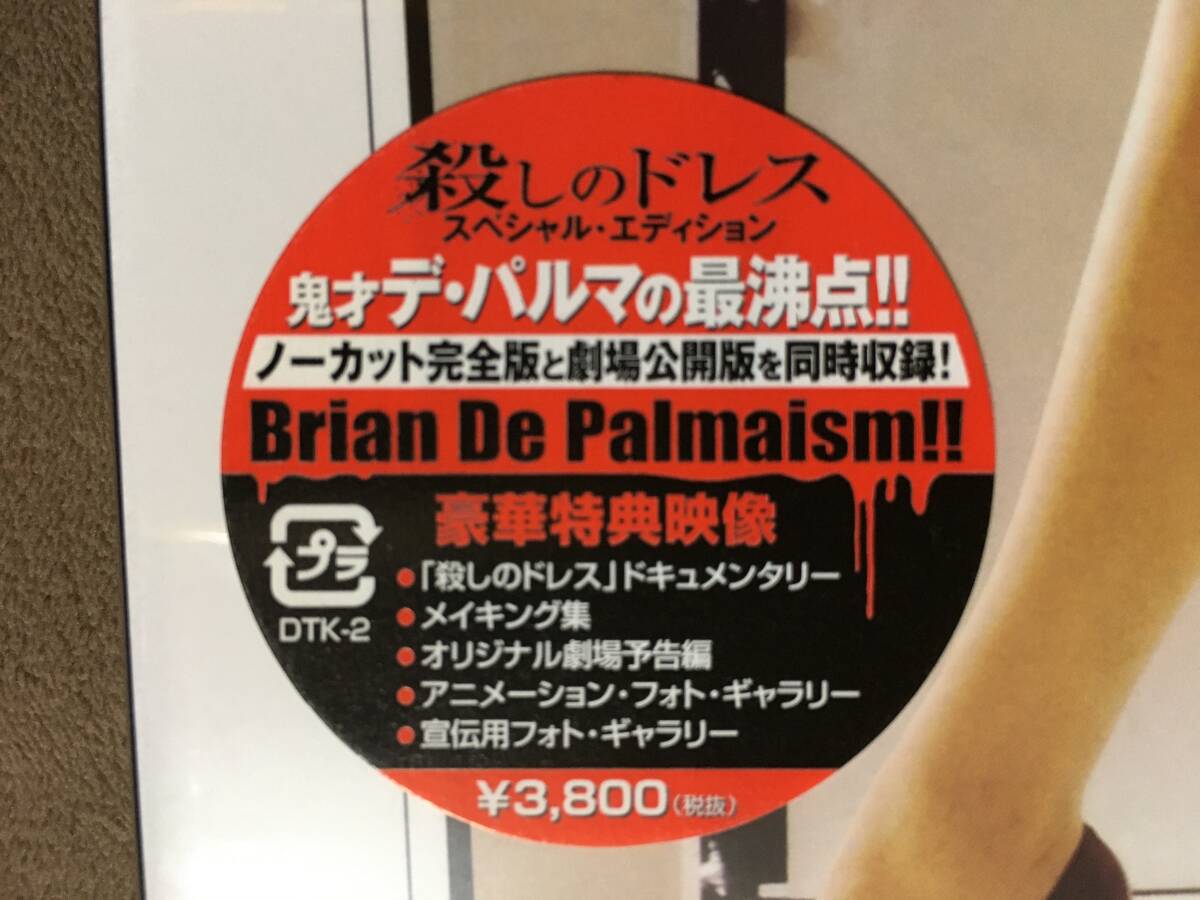 殺しのドレス
スペシャル・エディション
鬼才デ・パルマの最沸点!!
ノーカット完全版と劇場公開版を同時収録!
Brian De Palmaism!!
豪華特典映像
プラ
DTK-2
●「殺しのドレス」ドキュメンタリー
●メイキング集
●オリジナル劇場予告編
●アニメーション・フォト・ギャラリー
●宣伝用フォト・ギャラリー
¥3,800(税抜)